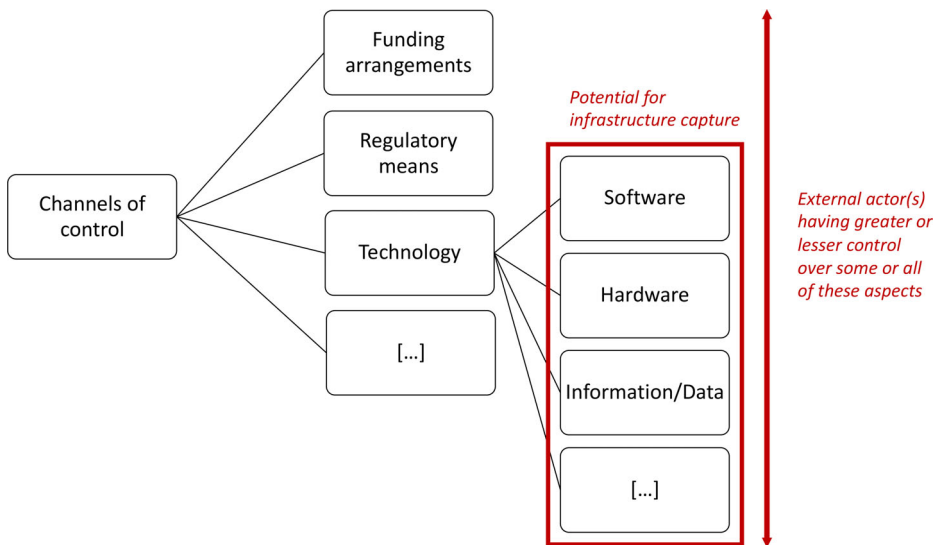 Funding
arrangements
Potential for
infrastructure capture
Regulatory
means
Channels of
control
Software
External actor(s)
having greater or
lesser control
over some or all
of these aspects
Technology
Hardware
[...]
Information/Data
[...]